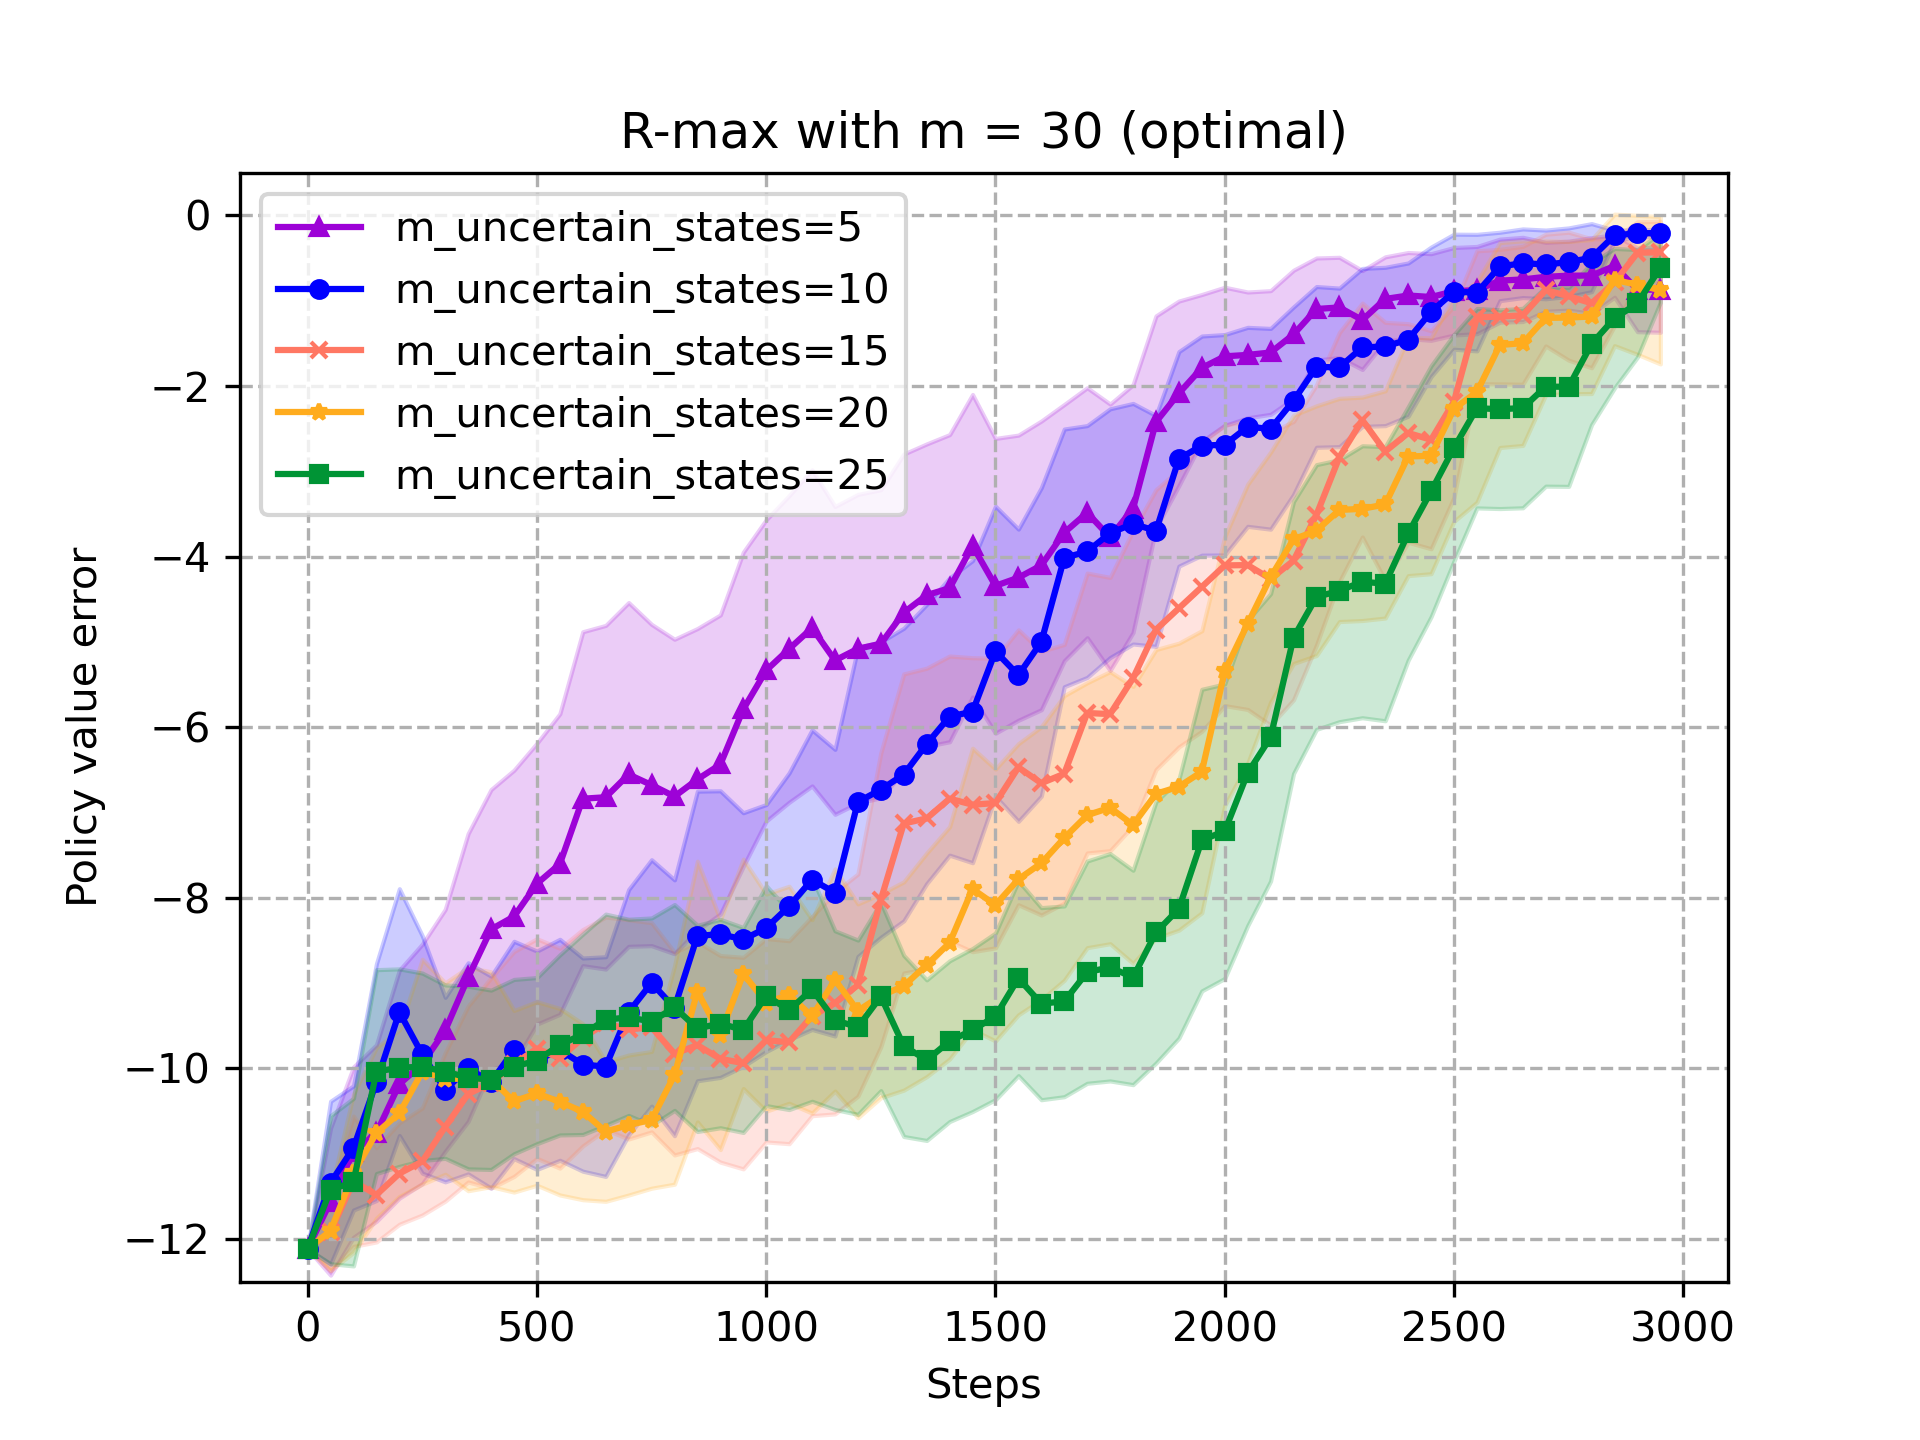 R-max with m = 30 (optimal)
m_uncertain_states=5
m_uncertain_states=10
m_uncertain_states=15
m_uncertain_states=20
m_uncertain_states=25
Policy value error
0
−2
−4
−6
−8
−10
−12
0 500 1000 1500 2000 2500 3000
Steps